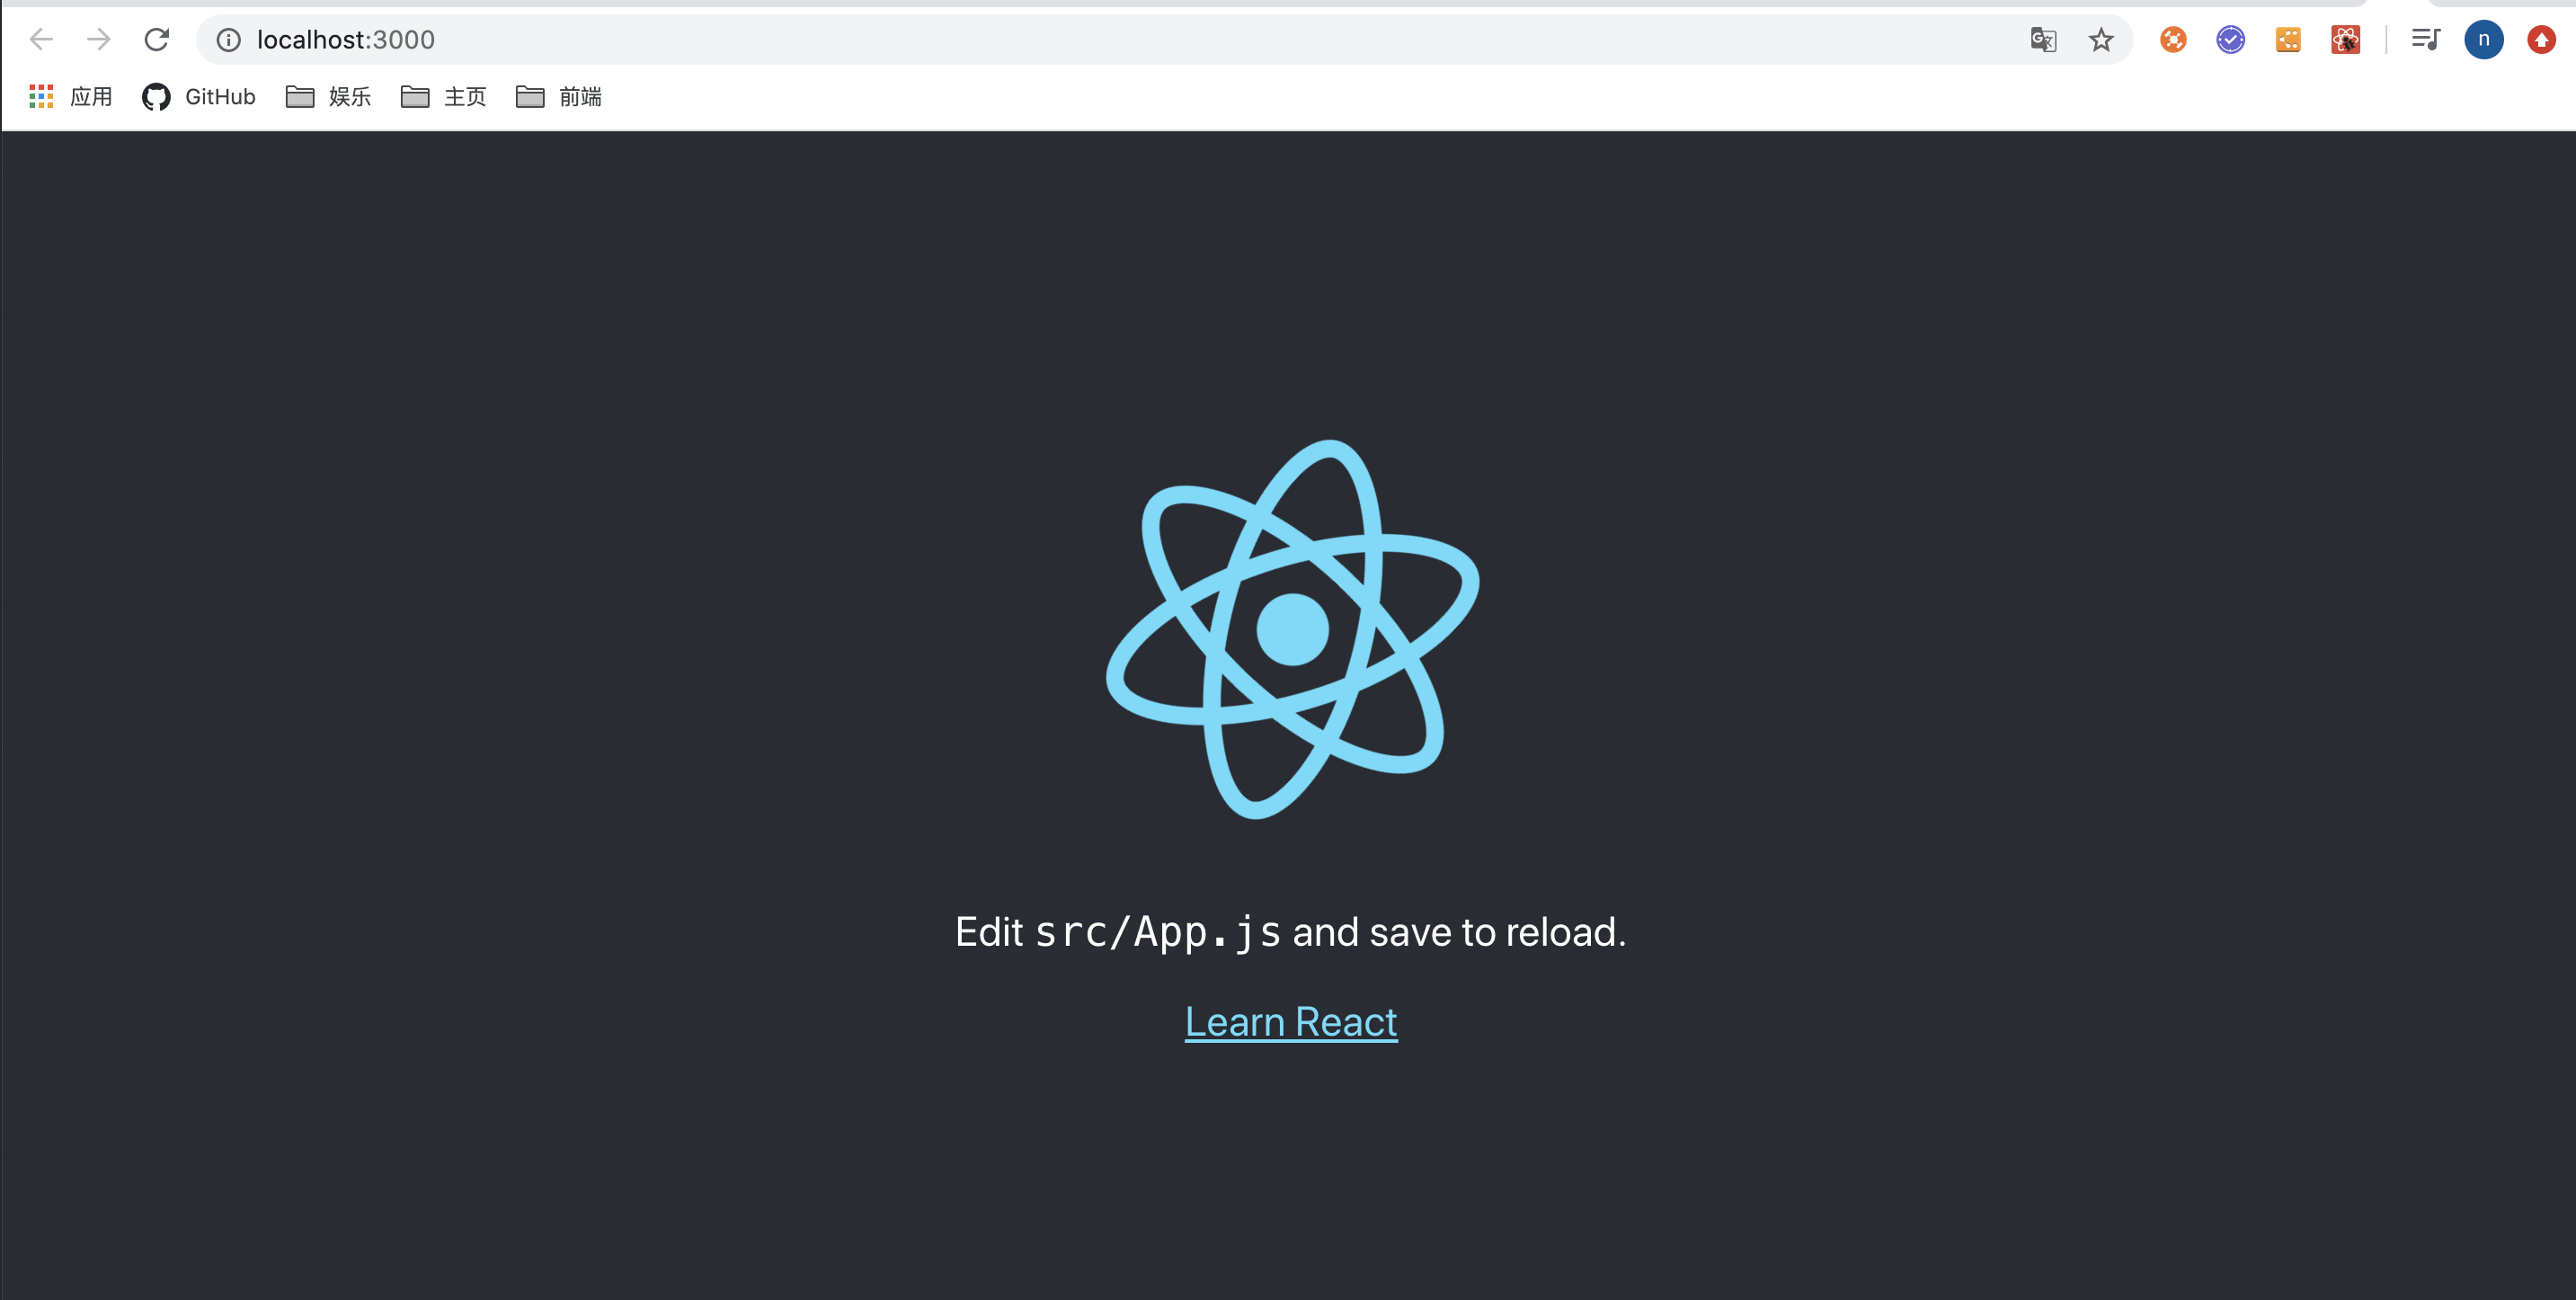 localhost:3000
n
应用 GitHub 娱乐 主页 前端
Edit src/App.js and save to reload.
Learn React